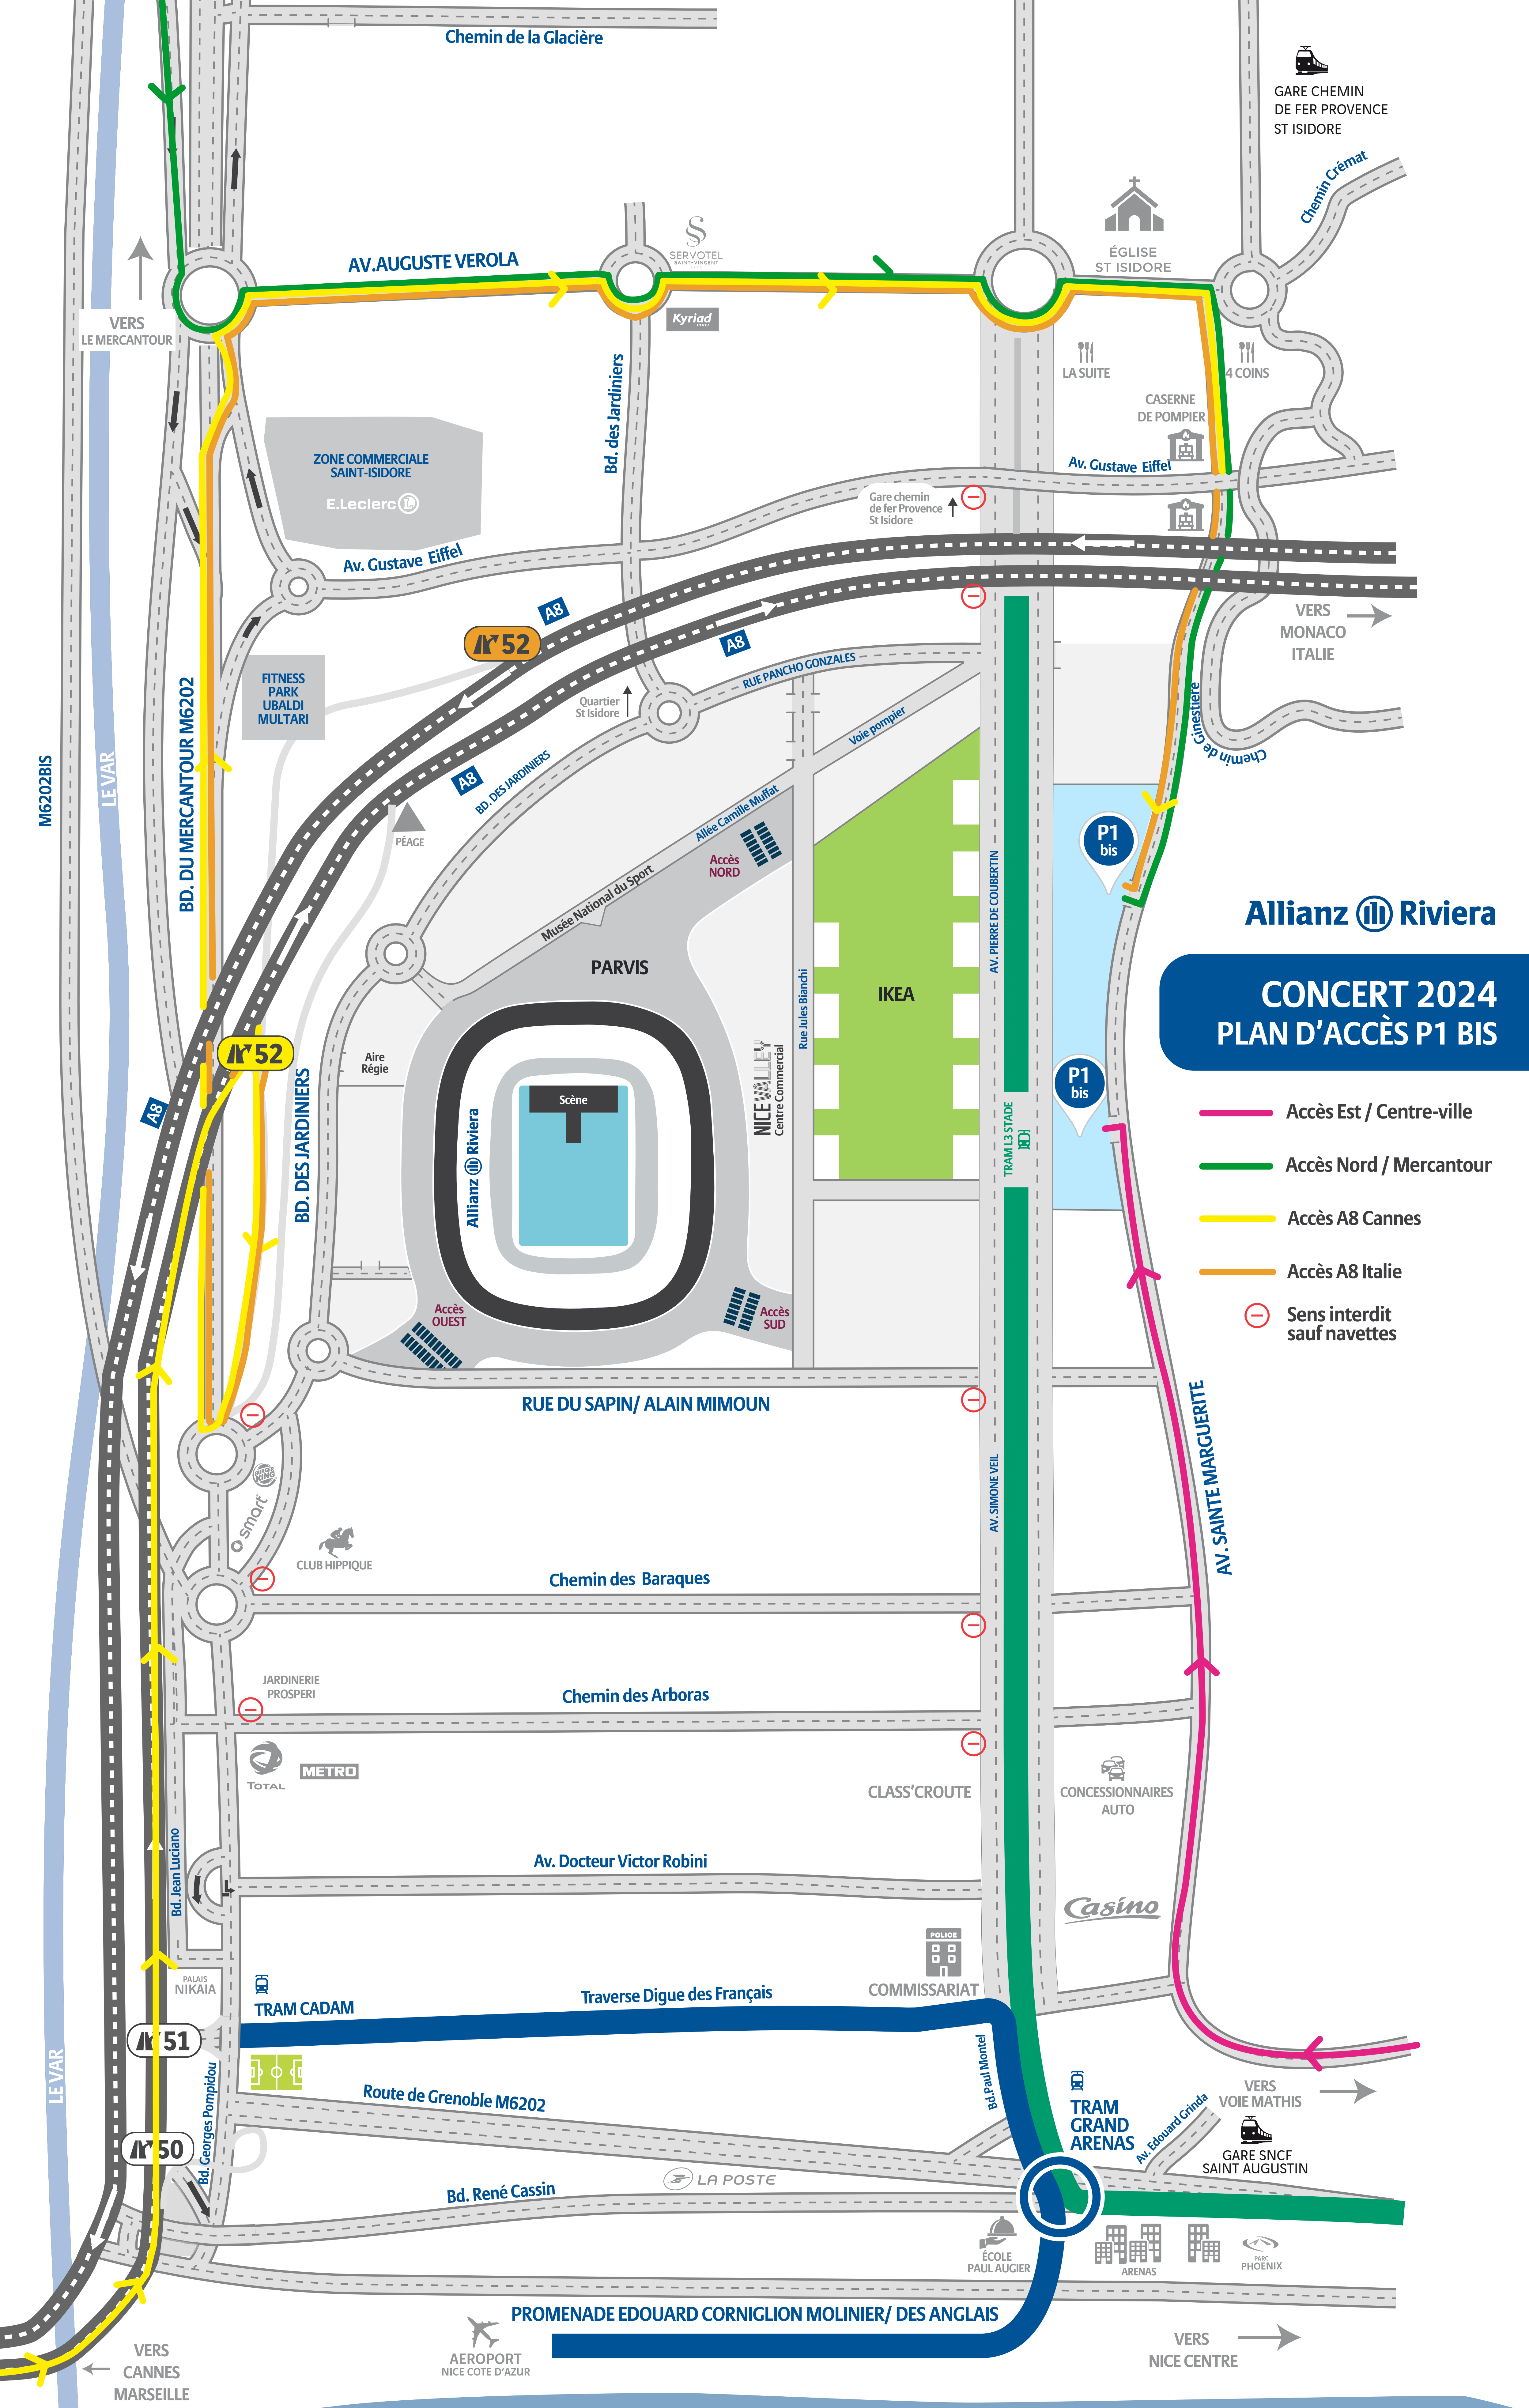 Chemin de la Glacière
GARE CHEMIN
DE FER PROVENCE
ST ISIDORE
Chemin Crémat
SERVOTEL
SAINT-VINCENT
AV.AUGUSTE VEROLA
ÉGLISE
ST ISIDORE
VERS
LE MERCANTOUR
Kyriad
HOTEL
LA SUITE
4 COINS
Bd. des Jardiniers
CASERNE
DE POMPIER
ZONE COMMERCIALE
SAINT-ISIDORE
E.Leclerc L
Av. Gustave Eiffel
Gare chemin
de fer Provence
St Isidore
Av. Gustave Eiffel
A8
52
A8
VERS
MONACO
ITALIE
FITNESS
PARK
UBALDI
MULTARI
RUE PANCHO GONZALES
Quartier
St Isidore
Voie pompier
Chemin de Ginestière
M6202BIS
LE VAR
BD. DU MERCANTOUR M6202
A8
BD. DES JARDINIERS
PÉAGE
Allée Camille Muffat
P1
bis
Accès
NORD
Musée National du Sport
AV. PIERRE DE COUBERTIN
Allianz Riviera
PARVIS
IKEA
CONCERT 2024
PLAN D'ACCÈS P1 BIS
Rue Jules Bianchi
52
Aire
Régie
NICEVALLEY
Centre Commercial
P1
bis
A8
BD. DES JARDINIERS
Scène
Allianz Riviera
TRAM L3 STADE
Accès Est / Centre-ville
Accès Nord / Mercantour
Accès A8 Cannes
Accès A8 Italie
Sens interdit
sauf navettes
Accès
OUEST
Accès
SUD
RUE DU SAPIN/ ALAIN MIMOUN
AV. SAINTE MARGUERITE
BURGER
KING
smart
AV. SIMONE VEIL
CLUB HIPPIQUE
Chemin des Baraques
JARDINERIE
PROSPERI
Chemin des Arboras
TOTAL
METRO
CLASS'CROUTE
CONCESSIONNAIRES
AUTO
Bd. Jean Luciano
Av. Docteur Victor Robini
Casino
POLICE
COMMISSARIAT
PALAIS
NIKAIA
TRAM CADAM
Traverse Digue des Français
51
LE VAR
Bd. Georges Pompidou
Bd.Paul Montel
Route de Grenoble M6202
TRAM
GRAND
ARENAS
Av. Edouard Grinda
VERS
VOIE MATHIS
GARE SNCF
SAINT AUGUSTIN
50
LA POSTE
Bd. René Cassin
ÉCOLE
PAUL AUGIER
ARENAS
PARC
PHOENIX
PROMENADE EDOUARD CORNIGLION MOLINIER/ DES ANGLAIS
VERS
CANNES
MARSEILLE
AEROPORT
NICE COTE D'AZUR
VERS
NICE CENTRE